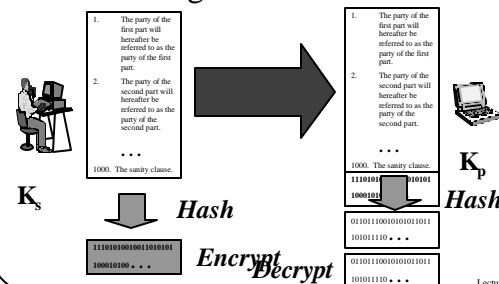 1. The party of the
first part will
hereafter be
referred to as the
party of the first
part.
2. The party of the
second part will
hereafter be
referred to as the
party of the
second part.
• • •
1000. The sanity clause.
K_s
Hash
11101010010011010101
100010100 • • •
Encrypt
1. The party of the
first part will
hereafter be
referred to as the
party of the first
part.
2. The party of the
second part will
hereafter be
referred to as the
party of the
second part.
• • •
1000. The sanity clause.
K_p
Hash
01101110010101011011
101011110 • • •
Decrypt
01101110010101011011
101011110 • • •